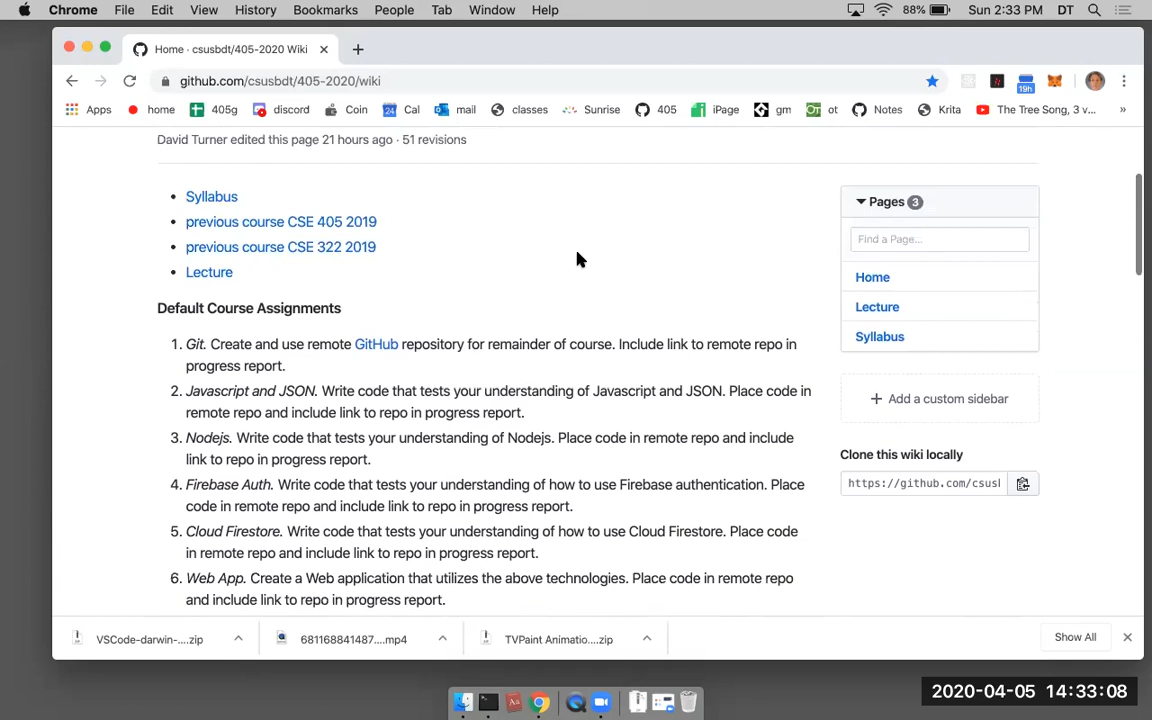 Chrome File Edit View History Bookmarks People Tab Window Help 88% Sun 2:33 PM DT
Home · csusbdt/405-2020 Wiki
github.com/csusbdt/405-2020/wiki
Apps home 405g discord Coin 24 Cal mail classes Sunrise 405 iPage gm OT ot Notes Krita The Tree Song, 3 v... »
19h
David Turner edited this page 21 hours ago · 51 revisions
• Syllabus
• previous course CSE 405 2019
• previous course CSE 322 2019
• Lecture
Default Course Assignments
1. Git. Create and use remote GitHub repository for remainder of course. Include link to remote repo in
progress report.
2. Javascript and JSON. Write code that tests your understanding of Javascript and JSON. Place code in
remote repo and include link to repo in progress report.
3. Nodejs. Write code that tests your understanding of Nodejs. Place code in remote repo and include
link to repo in progress report.
4. Firebase Auth. Write code that tests your understanding of how to use Firebase authentication. Place
code in remote repo and include link to repo in progress report.
5. Cloud Firestore. Write code that tests your understanding of how to use Cloud Firestore. Place code
in remote repo and include link to repo in progress report.
6. Web App. Create a Web application that utilizes the above technologies. Place code in remote repo
and include link to repo in progress report.
Pages 3
Find a Page...
Home
Lecture
Syllabus
+ Add a custom sidebar
Clone this wiki locally
https://github.com/csusl
VSCode-darwin-....zip
681168841487....mp4
TVPaint Animatio....zip
Show All
2020-04-05 14:33:08